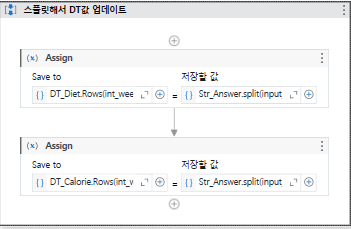 스플릿해서 DT값 업데이트
(x) Assign
Save to 저장할 값
{ } DT_Diet.Rows(int_wee = { } Str_Answer.split(input
(x) Assign
Save to 저장할 값
{ } DT_Calorie.Rows(int_w = { } Str_Answer.split(input